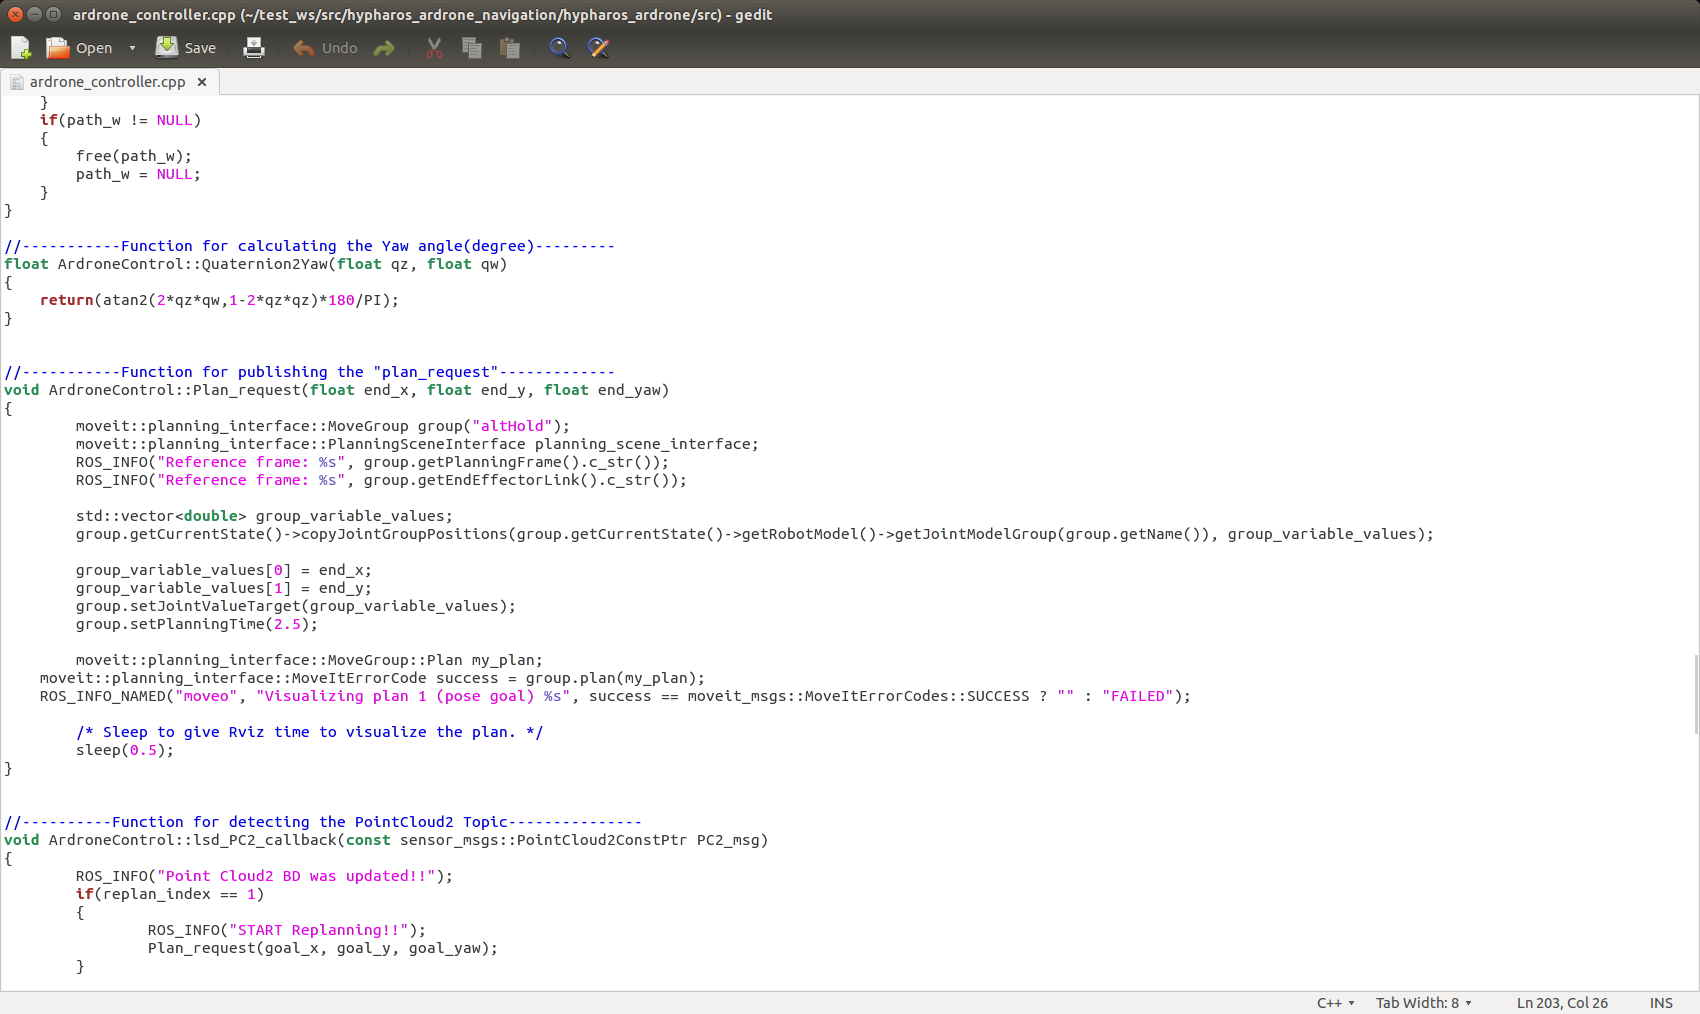 ardrone_controller.cpp (~/test_ws/src/hypharos_ardrone_navigation/hypharos_ardrone/src) - gedit
Open Save Undo
ardrone_controller.cpp ×
    }
    if(path_w != NULL)
    {
        free(path_w);
        path_w = NULL;
    }
}

//-----------Function for calculating the Yaw angle(degree)---------
float ArdroneControl::Quaternion2Yaw(float qz, float qw)
{
    return(atan2(2*qz*qw,1-2*qz*qz)*180/PI);
}


//-----------Function for publishing the "plan_request"-------------
void ArdroneControl::Plan_request(float end_x, float end_y, float end_yaw)
{
        moveit::planning_interface::MoveGroup group("altHold");
        moveit::planning_interface::PlanningSceneInterface planning_scene_interface;
        ROS_INFO("Reference frame: %s", group.getPlanningFrame().c_str());
        ROS_INFO("Reference frame: %s", group.getEndEffectorLink().c_str());

        std::vector<double> group_variable_values;
        group.getCurrentState()->copyJointGroupPositions(group.getCurrentState()->getRobotModel()->getJointModelGroup(group.getName()), group_variable_values);

        group_variable_values[0] = end_x;
        group_variable_values[1] = end_y;
        group.setJointValueTarget(group_variable_values);
        group.setPlanningTime(2.5);

        moveit::planning_interface::MoveGroup::Plan my_plan;
    moveit::planning_interface::MoveItErrorCode success = group.plan(my_plan);
    ROS_INFO_NAMED("moveo", "Visualizing plan 1 (pose goal) %s", success == moveit_msgs::MoveItErrorCodes::SUCCESS ? "" : "FAILED");

        /* Sleep to give Rviz time to visualize the plan. */
        sleep(0.5);
}


//----------Function for detecting the PointCloud2 Topic---------------
void ArdroneControl::lsd_PC2_callback(const sensor_msgs::PointCloud2ConstPtr PC2_msg)
{
        ROS_INFO("Point Cloud2 BD was updated!!");
        if(replan_index == 1)
        {
                ROS_INFO("START Replanning!!");
                Plan_request(goal_x, goal_y, goal_yaw);
        }
C++ Tab Width: 8 Ln 203, Col 26 INS